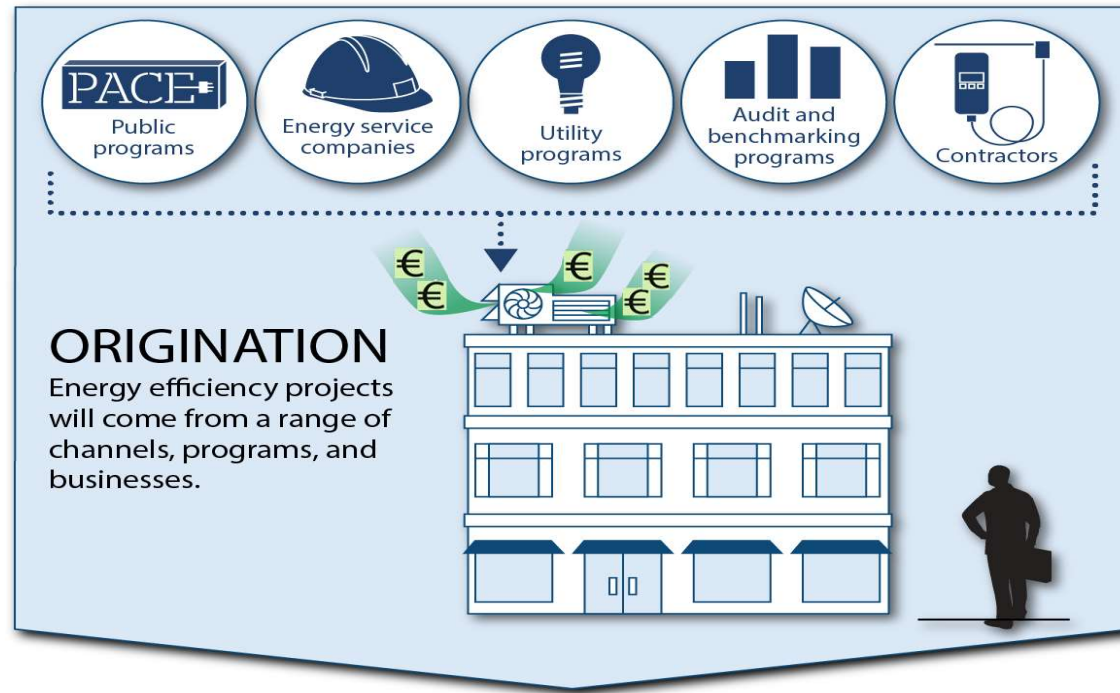 PACE
Public
programs
Energy service
companies
Utility
programs
Audit and
benchmarking
programs
Contractors
€
€
€
€
€
ORIGINATION
Energy efficiency projects
will come from a range of
channels, programs, and
businesses.